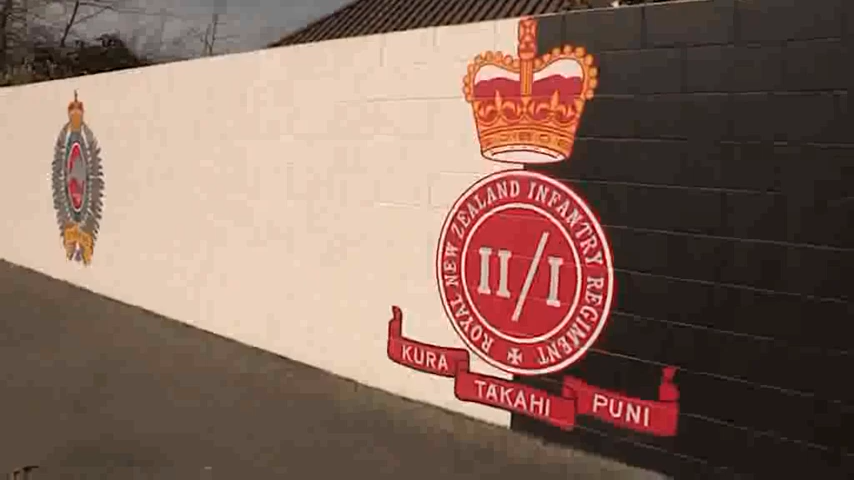 ROYAL NEW ZEALAND INFANTRY REGIMENT
II/I
KURA
TAKAHI
PUNI